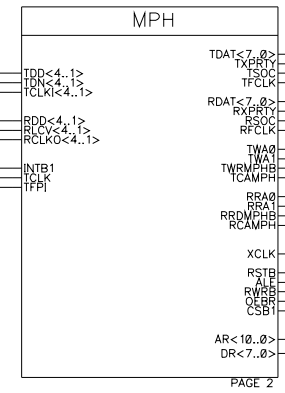 MPH
TDD<4..1>
TDN<4..1>
TCLKI<4..1>
RDD<4..1>
RLCV<4..1>
RCLKO<4..1>
INTB1
TCLK
TFPI
TDAT<7..0>
TXPRTY
TSOC
TFCLK
RDAT<7..0>
RXPRTY
RSOC
RFCLK
TWA0
TWA1
TWRMPHB
TCAMPH
RRA0
RRA1
RRDMPHB
RCAMPH
XCLK
RSTB
ALE
RWRB
OEBR
CSB1
AR<10..0>
DR<7..0>
PAGE 2